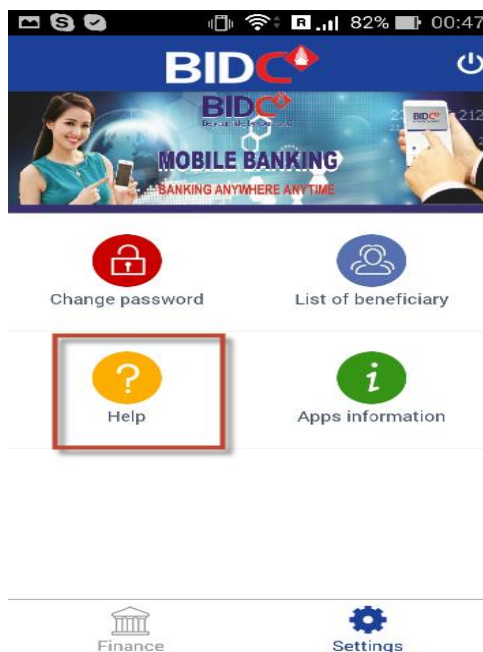 82% 00:47
BIDC
BIDC
MOBILE BANKING
BANKING ANYWHERE ANYTIME
BIDC
Change password
List of beneficiary
?
Help
i
Apps information
Finance
Settings